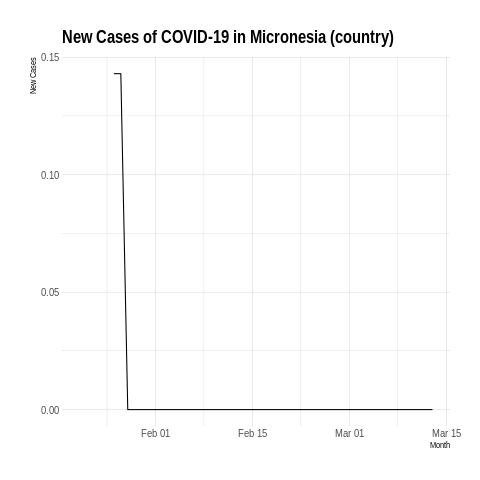 New Cases of COVID-19 in Micronesia (country)
New Cases
0.15
0.10
0.05
0.00
Feb 01
Feb 15
Mar 01
Mar 15
Month